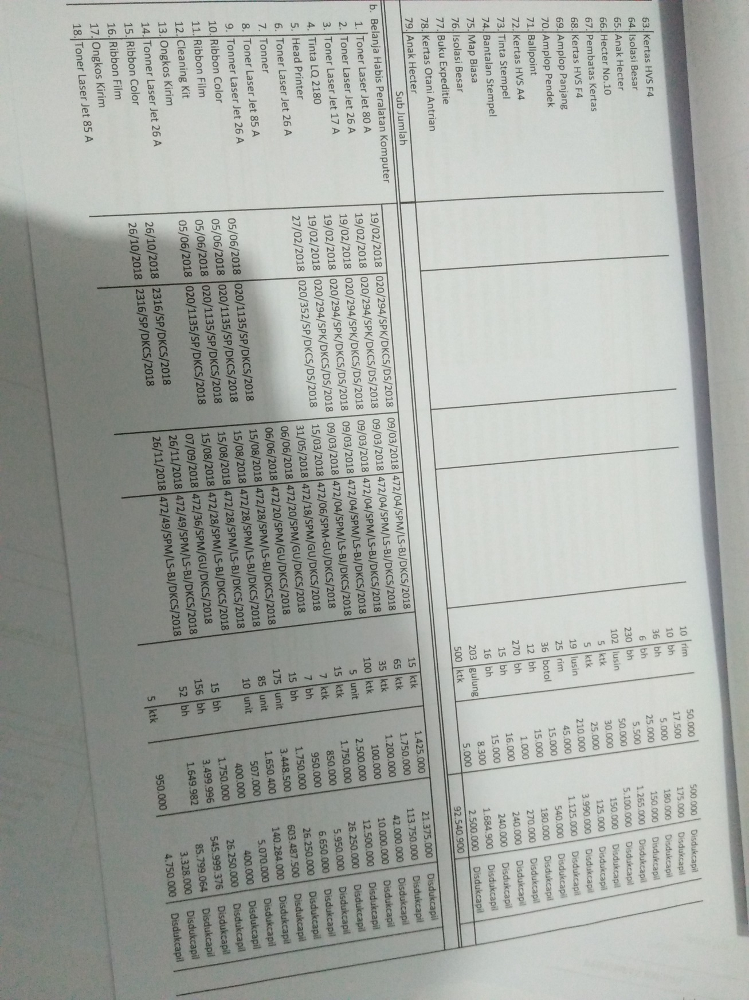 63. Kertas HVS F4 10 rim 50.000 500.000 Disdukcapil
64. Isolasi Besar 10 bh 17.500 175.000 Disdukcapil
65. Anak Hecter 36 bh 5.000 180.000 Disdukcapil
66. Hecter No.10 6 bh 25.000 150.000 Disdukcapil
67. Pembatas Kertas 230 bh 5.500 1.265.000 Disdukcapil
68. Kertas HVS F4 102 lusin 50.000 5.100.000 Disdukcapil
69. Amplop Panjang 5 ktk 30.000 150.000 Disdukcapil
70. Amplop Pendek 5 ktk 25.000 125.000 Disdukcapil
71. Ballpoint 19 lusin 210.000 3.990.000 Disdukcapil
72. Kertas HVS A4 25 rim 45.000 1.125.000 Disdukcapil
73. Tinta Stempel 36 botol 15.000 540.000 Disdukcapil
74. Bantalan Stempel 12 bh 15.000 180.000 Disdukcapil
75. Map Biasa 270 bh 1.000 270.000 Disdukcapil
76. Isolasi Besar 15 bh 16.000 240.000 Disdukcapil
77. Buku Expeditie 16 bh 15.000 240.000 Disdukcapil
78. Kertas Otani Antrian 203 gulung 8.300 1.684.900 Disdukcapil
79. Anak Hecter 500 ktk 5.000 2.500.000 Disdukcapil
Sub Jumlah 92.540.900
b. Belanja Habis Peralatan Komputer
1. Toner Laser Jet 80 A 19/02/2018 020/294/SPK/DKCS/DS/2018 09/03/2018 472/04/SPM/LS-BJ/DKCS/2018 15 ktk 1.425.000 21.375.000 Disdukcapil
2. Toner Laser Jet 26 A 19/02/2018 020/294/SPK/DKCS/DS/2018 09/03/2018 472/04/SPM/LS-BJ/DKCS/2018 65 ktk 1.750.000 113.750.000 Disdukcapil
3. Toner Laser Jet 17 A 19/02/2018 020/294/SPK/DKCS/DS/2018 09/03/2018 472/04/SPM/LS-BJ/DKCS/2018 35 ktk 1.200.000 42.000.000 Disdukcapil
4. Tinta LQ 2180 19/02/2018 020/294/SPK/DKCS/DS/2018 09/03/2018 472/04/SPM/LS-BJ/DKCS/2018 100 ktk 100.000 10.000.000 Disdukcapil
5. Head Printer 19/02/2018 020/294/SPK/DKCS/DS/2018 09/03/2018 472/04/SPM/LS-BJ/DKCS/2018 5 unit 2.500.000 12.500.000 Disdukcapil
6. Toner Laser Jet 26 A 27/02/2018 020/352/SP/DKCS/DS/2018 15/03/2018 472/06/SPM-GU/DKCS/2018 15 ktk 1.750.000 26.250.000 Disdukcapil
7. Tonner 31/05/2018 472/18/SPM/GU/DKCS/2018 7 ktk 850.000 5.950.000 Disdukcapil
8. Toner Laser Jet 85 A 06/06/2018 472/20/SPM/GU/DKCS/2018 7 bh 950.000 6.650.000 Disdukcapil
9. Tonner Laser Jet 26 A 06/06/2018 472/20/SPM/GU/DKCS/2018 15 bh 1.750.000 26.250.000 Disdukcapil
10. Ribbon Color 05/06/2018 020/1135/SP/DKCS/2018 15/08/2018 472/28/SPM/LS-BJ/DKCS/2018 175 unit 3.448.500 603.487.500 Disdukcapil
11. Ribbon Film 05/06/2018 020/1135/SP/DKCS/2018 15/08/2018 472/28/SPM/LS-BJ/DKCS/2018 85 unit 1.650.400 140.284.000 Disdukcapil
12. Cleaning Kit 05/06/2018 020/1135/SP/DKCS/2018 15/08/2018 472/28/SPM/LS-BJ/DKCS/2018 10 unit 507.000 5.070.000 Disdukcapil
13. Ongkos Kirim 05/06/2018 020/1135/SP/DKCS/2018 15/08/2018 472/28/SPM/LS-BJ/DKCS/2018 400.000 400.000 Disdukcapil
14. Tonner Laser Jet 26 A 07/09/2018 472/36/SPM/GU/DKCS/2018 15 bh 1.750.000 26.250.000 Disdukcapil
15. Ribbon Color 26/10/2018 2316/SP/DKCS/2018 26/11/2018 472/49/SPM/LS-BJ/DKCS/2018 156 bh 3.499.996 545.999.376 Disdukcapil
16. Ribbon Film 26/10/2018 2316/SP/DKCS/2018 26/11/2018 472/49/SPM/LS-BJ/DKCS/2018 52 bh 1.649.982 85.799.064 Disdukcapil
17. Ongkos Kirim 3.328.000 Disdukcapil
18. Toner Laser Jet 85 A 5 ktk 950.000 4.750.000 Disdukcapil